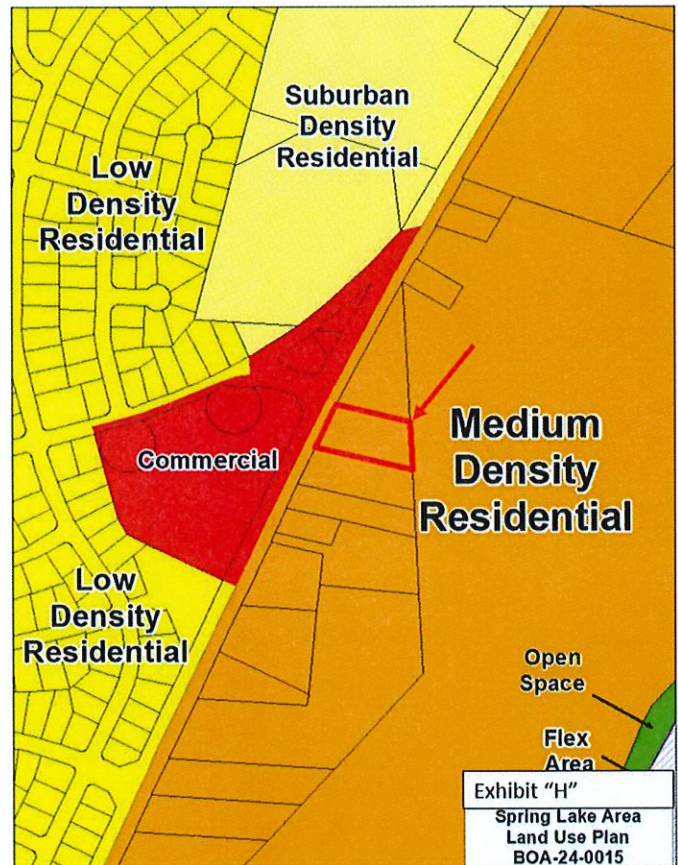 Suburban
Density
Residential
Low
Density
Residential
Commercial
Medium
Density
Residential
Low
Density
Residential
Open
Space
Flex
Area
Exhibit "H"
Spring Lake Area
Land Use Plan
BOA-24-0015